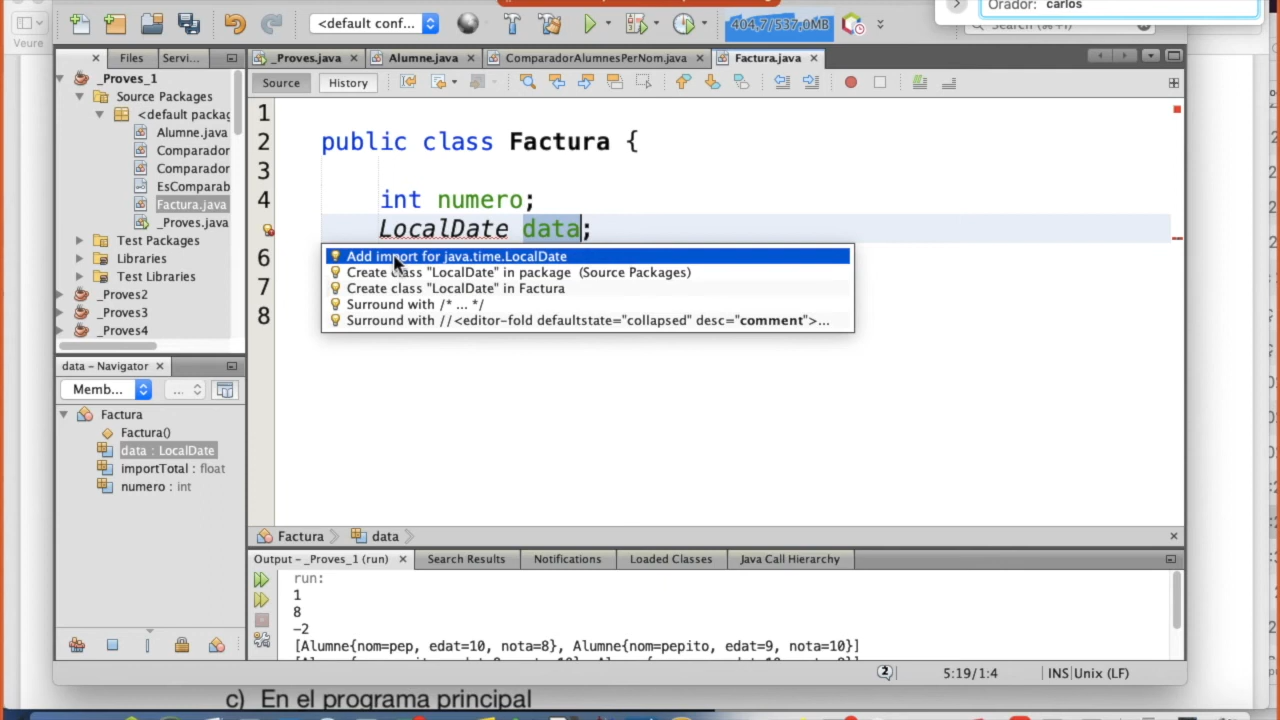 Orador: carlos
Veure
<default conf...
404,7/537,0MB
Search (⌘+I)
Files
Servi...
_Proves.java
Alumne.java
ComparadorAlumnesPerNom.java
Factura.java
Source
History
_Proves_1
Source Packages
<default packag
Alumne.java
Comparador
Comparador
EsComparab
Factura.java
_Proves.java
Test Packages
Libraries
Test Libraries
_Proves2
_Proves3
_Proves4
1
2 public class Factura {
3
4 int numero;
LocalDate data;
6
7
8
Add import for java.time.LocalDate
Create class "LocalDate" in package (Source Packages)
Create class "LocalDate" in Factura
Surround with /* ... */
Surround with //<editor-fold defaultstate="collapsed" desc="comment">...
data – Navigator
Memb...
...
Factura
Factura()
data : LocalDate
importTotal : float
numero : int
Factura
data
Output – _Proves_1 (run)
Search Results
Notifications
Loaded Classes
Java Call Hierarchy
run:
1
8
-2
[Alumne{nom=pep, edat=10, nota=8}, Alumne{nom=pepito, edat=9, nota=10}]
2
5:19/1:4
INS
Unix (LF)
c) En el programa principal